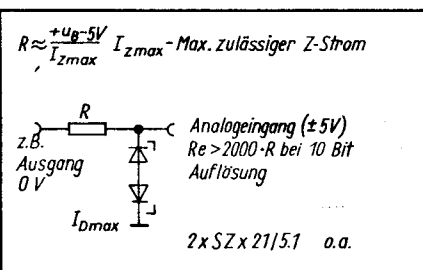 R≈ +u_B-5V / I_Zmax   I_zmax - Max. zulässiger Z-Strom
R
z.B.
Ausgang
0 V
Analogeingang (±5V)
Re > 2000·R bei 10 Bit
Auflösung
I_Dmax
2 x SZ x 21/5.1   o.a.